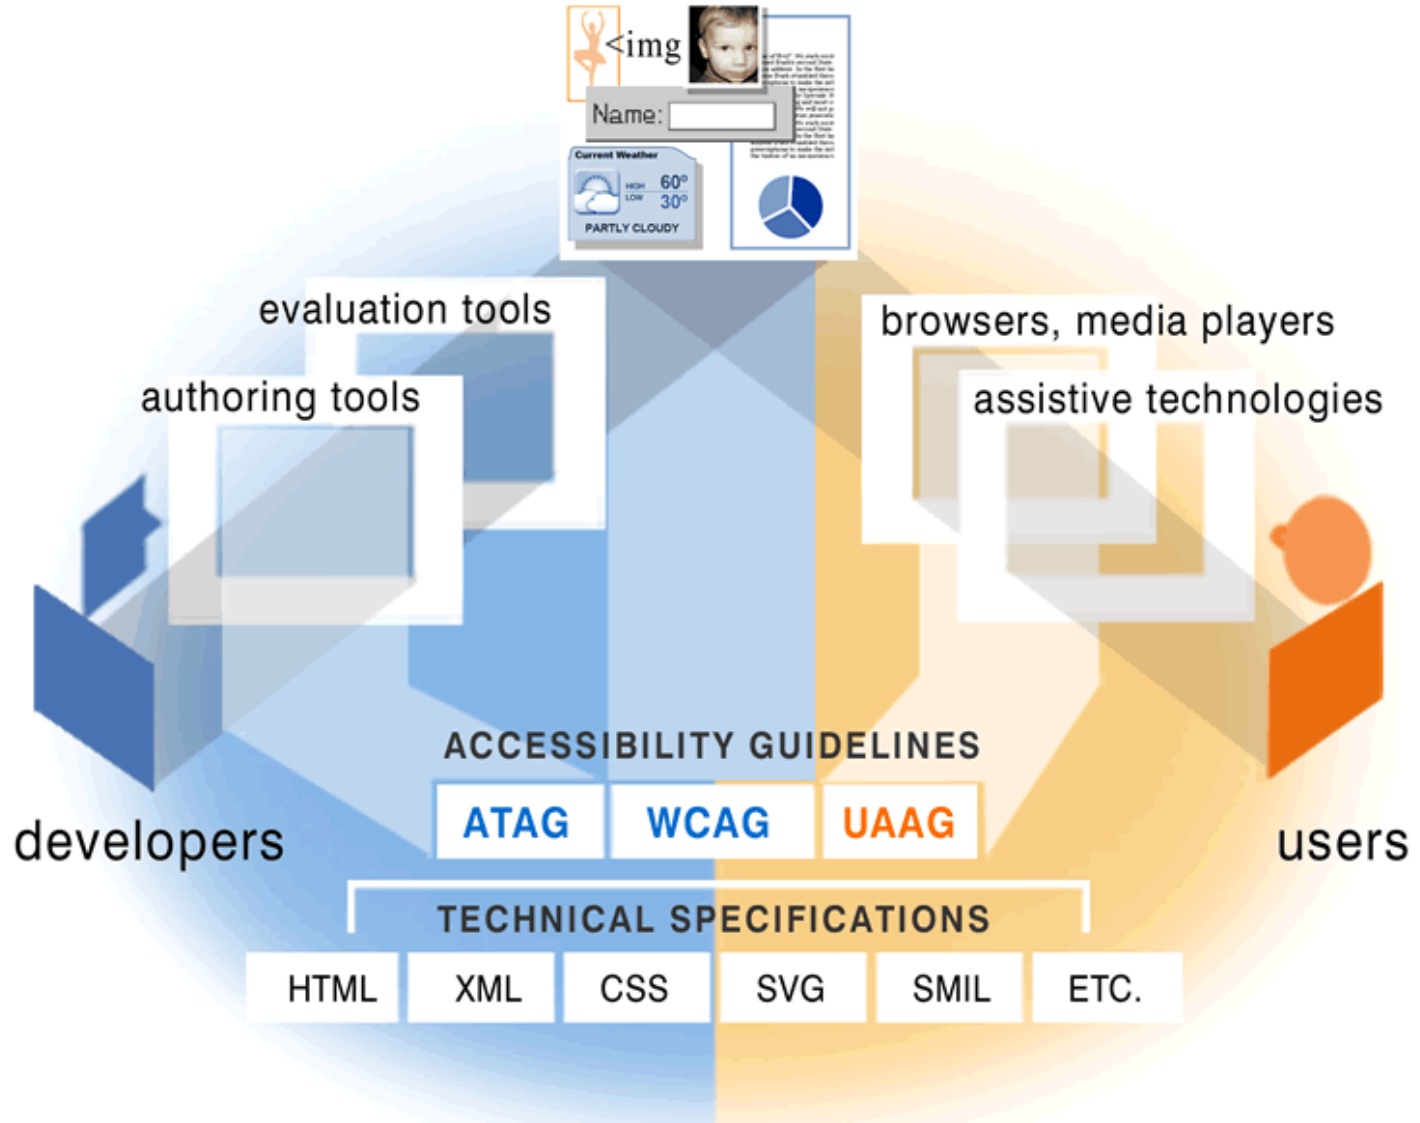 <img
Name:
Current Weather
HIGH 60°
LOW 30°
PARTLY CLOUDY
evaluation tools
browsers, media players
authoring tools
assistive technologies
ACCESSIBILITY GUIDELINES
ATAG WCAG UAAG
developers
users
TECHNICAL SPECIFICATIONS
HTML XML CSS SVG SMIL ETC.